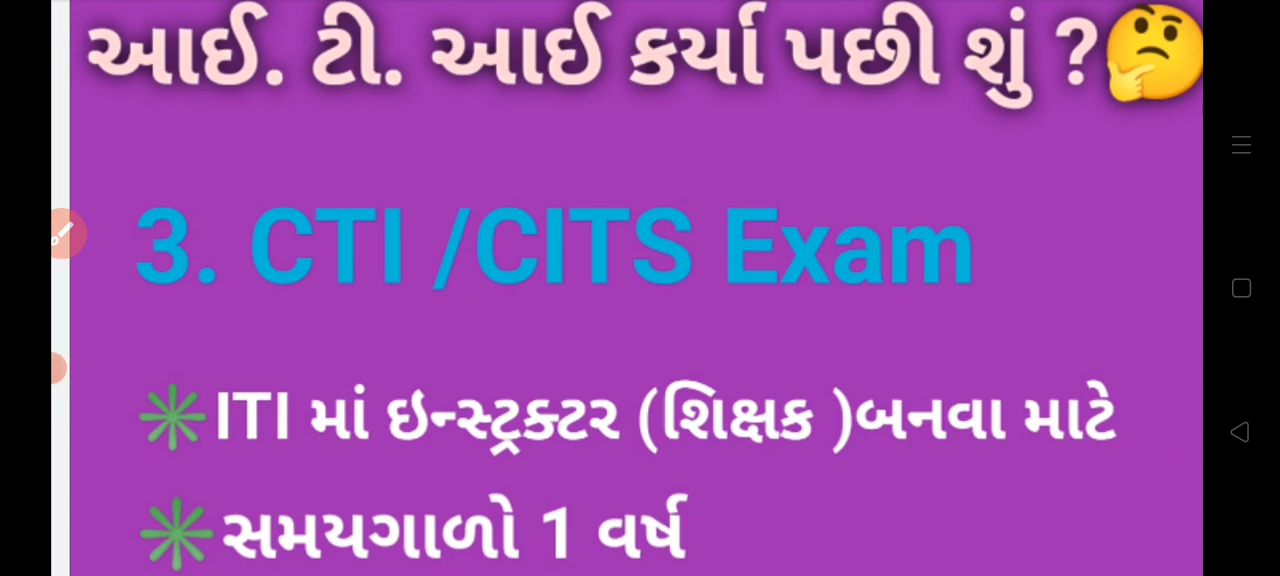 આઈ. ટી. આઈ કર્યા પછી શું ?🤔
3. CTI /CITS Exam
✳️ITI માં ઇન્સ્ટ્રક્ટર (શિક્ષક )બનવા માટે
✳️સમયગાળો 1 વર્ષ